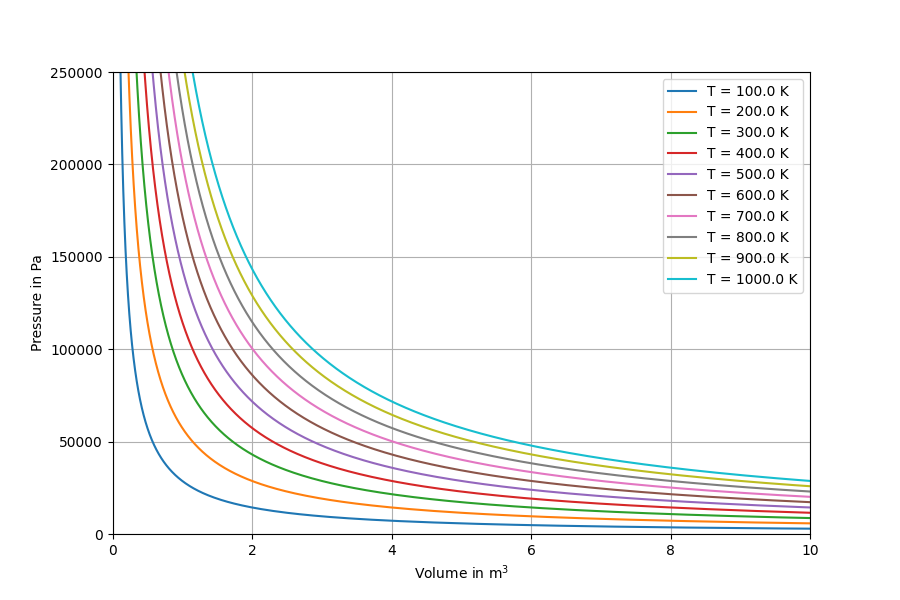 250000
200000
150000
100000
50000
0
Pressure in Pa
0 2 4 6 8 10
Volume in m³
T = 100.0 K
T = 200.0 K
T = 300.0 K
T = 400.0 K
T = 500.0 K
T = 600.0 K
T = 700.0 K
T = 800.0 K
T = 900.0 K
T = 1000.0 K